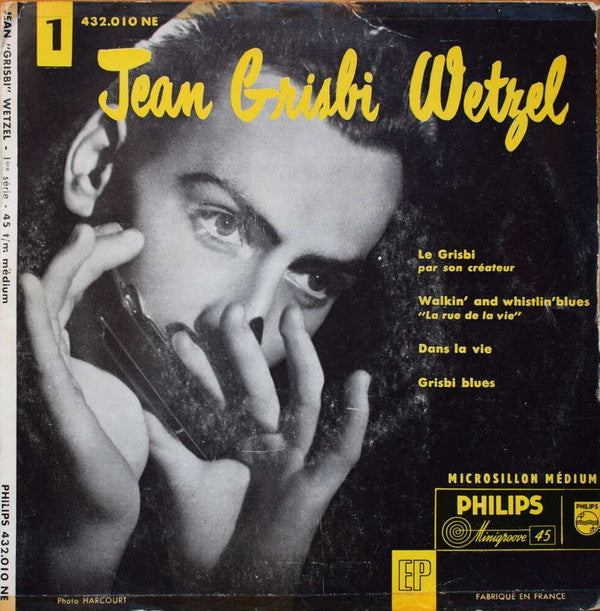 1
432.010 NE
Jean Grisbi Wetzel
Le Grisbi
par son créateur
Walkin' and whistlin'blues
"La rue de la vie"
Dans la vie
Grisbi blues
MICROSILLON MÉDIUM
PHILIPS
Minigroove 45
PHILIPS
EP
Photo HARCOURT
FABRIQUÉ EN FRANCE
JEAN "GRISBI" WETZEL - 1ère série - 45 t/m médium
PHILIPS 432.010 NE